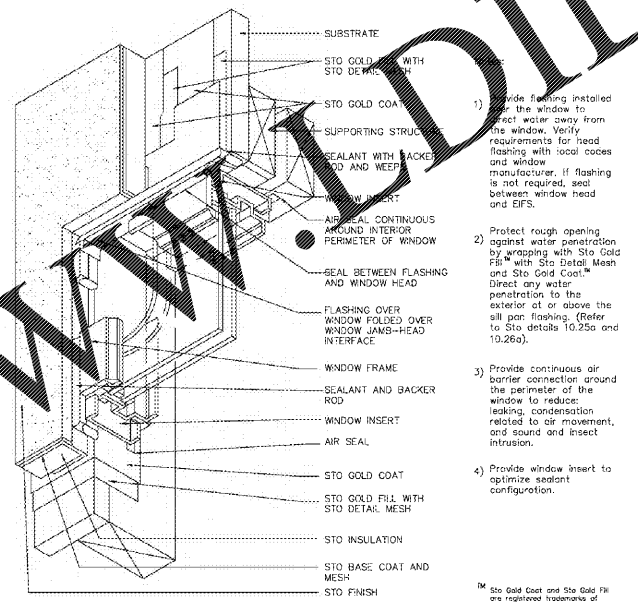 SUBSTRATE
STO GOLD FILL WITH
STO DETAIL MESH
STO GOLD COAT
SUPPORTING STRUCTURE
SEALANT WITH BACKER
ROD AND WEEPS
WINDOW INSERT
AIR SEAL CONTINUOUS
AROUND INTERIOR
PERIMETER OF WINDOW
SEAL BETWEEN FLASHING
AND WINDOW HEAD
FLASHING OVER
WINDOW FOLDED OVER
WINDOW JAMB-HEAD
INTERFACE
WINDOW FRAME
SEALANT AND BACKER
ROD
WINDOW INSERT
AIR SEAL
STO GOLD COAT
STO GOLD FILL WITH
STO DETAIL MESH
STO INSULATION
STO BASE COAT AND
MESH
STO FINISH
Notes:
1) Provide flashing installed
over the window to
direct water away from
the window. Verify
requirements for head
flashing with local codes
and window
manufacturer. If flashing
is not required, seal
between window head
and EIFS.
2) Protect rough opening
against water penetration
by wrapping with Sto Gold
Fill™ with Sto Detail Mesh
and Sto Gold Coat.™
Direct any water
penetration to the
exterior at or above the
sill pan flashing. (Refer
to Sto details 10.25a and
10.26a).
3) Provide continuous air
barrier connection around
the perimeter of the
window to reduce:
leaking, condensation
related to air movement,
and sound and insect
intrusion.
4) Provide window insert to
optimize sealant
configuration.
™ Sto Gold Coat and Sto Gold Fill
are registered trademarks of
WWW.LDI